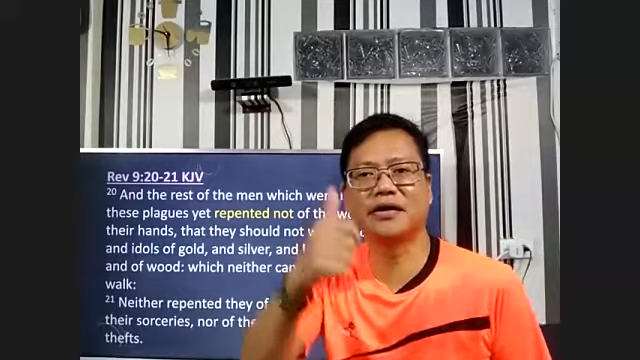 Rev 9:20-21 KJV
20 And the rest of the men which were
these plagues yet repented not of the
their hands, that they should not
and idols of gold, and silver, and
and of wood: which neither can
walk:
21 Neither repented they of
their sorceries, nor of the
thefts.